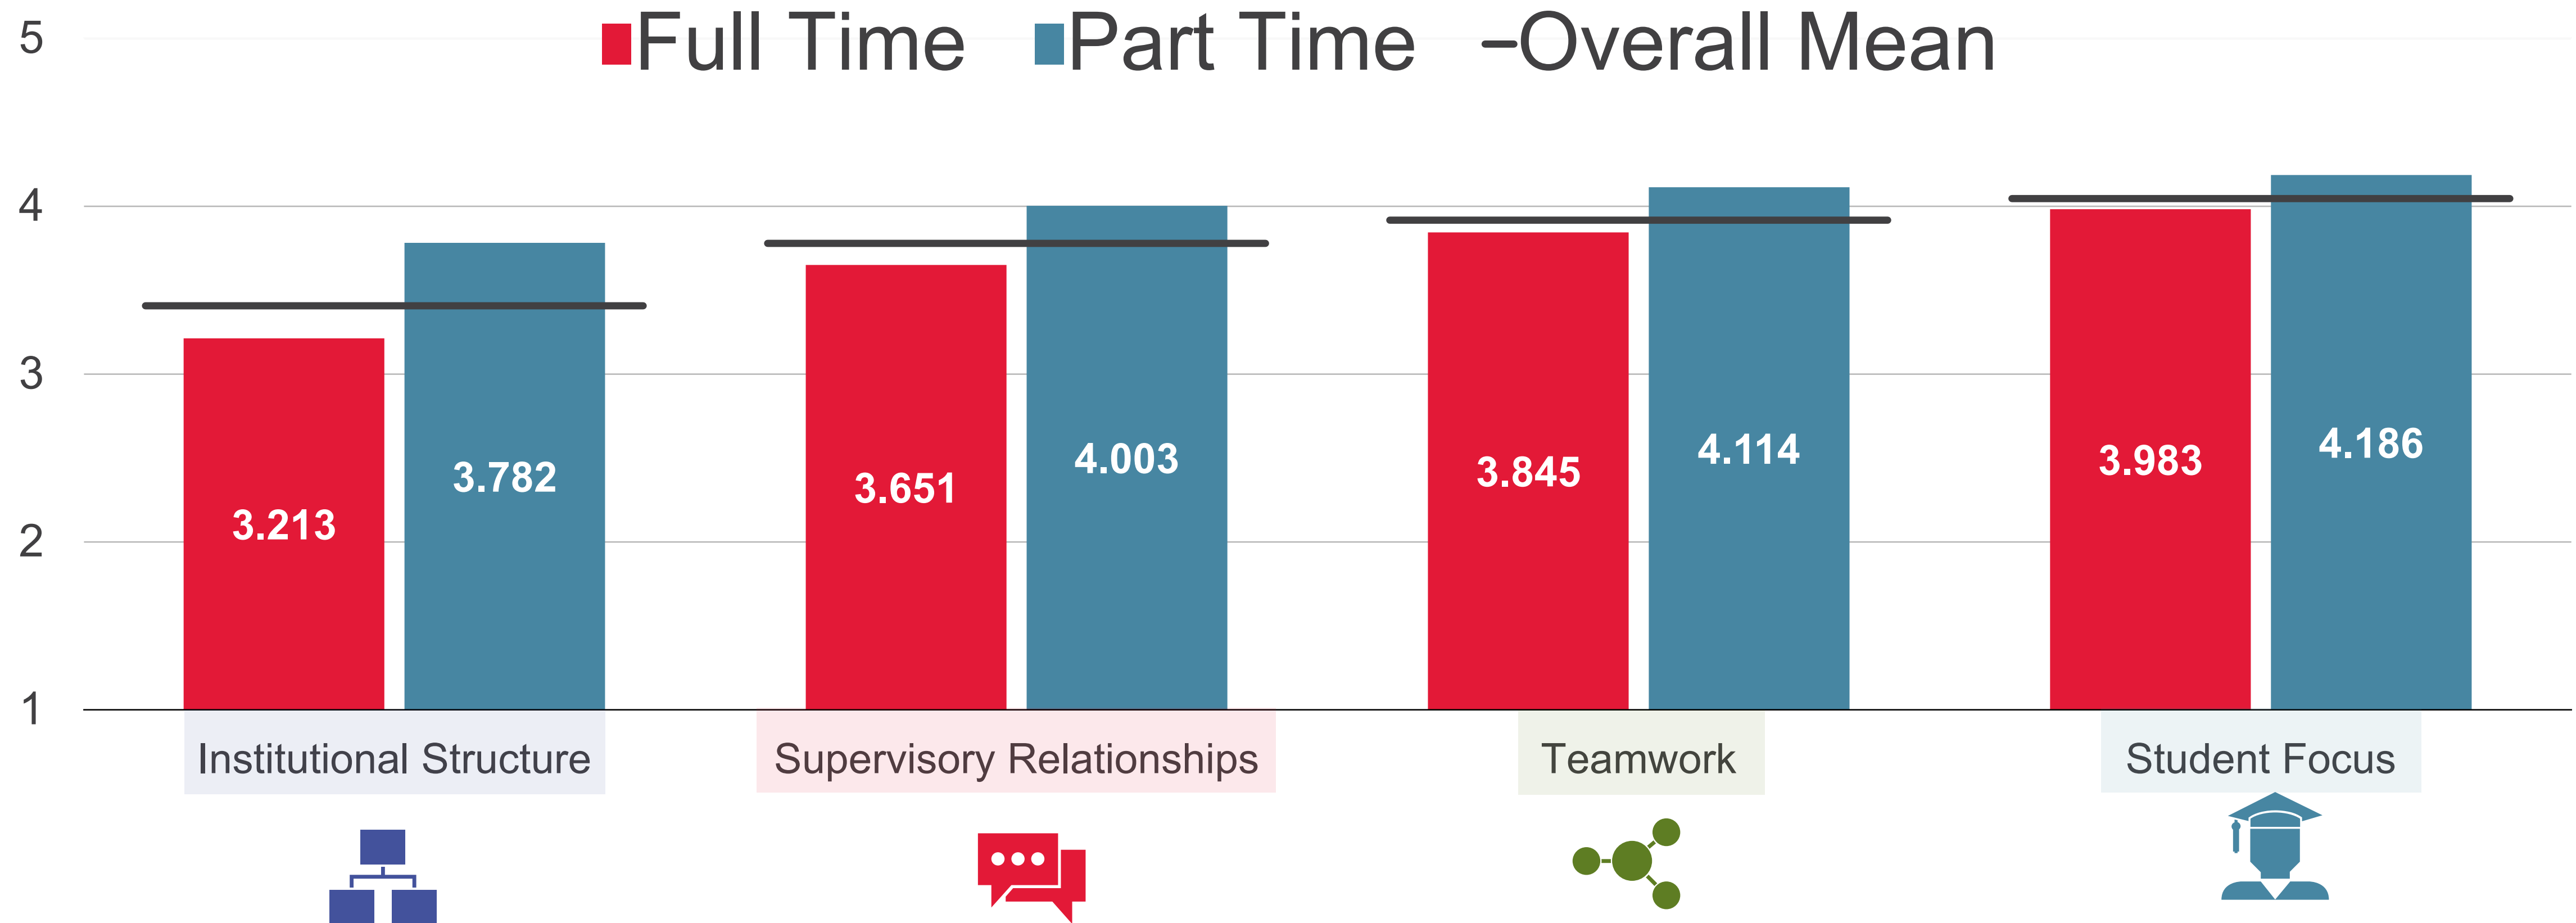 Full Time Part Time Overall Mean
5
4
3
2
1
3.213
3.782
3.651
4.003
3.845
4.114
3.983
4.186
Institutional Structure
Supervisory Relationships
Teamwork
Student Focus